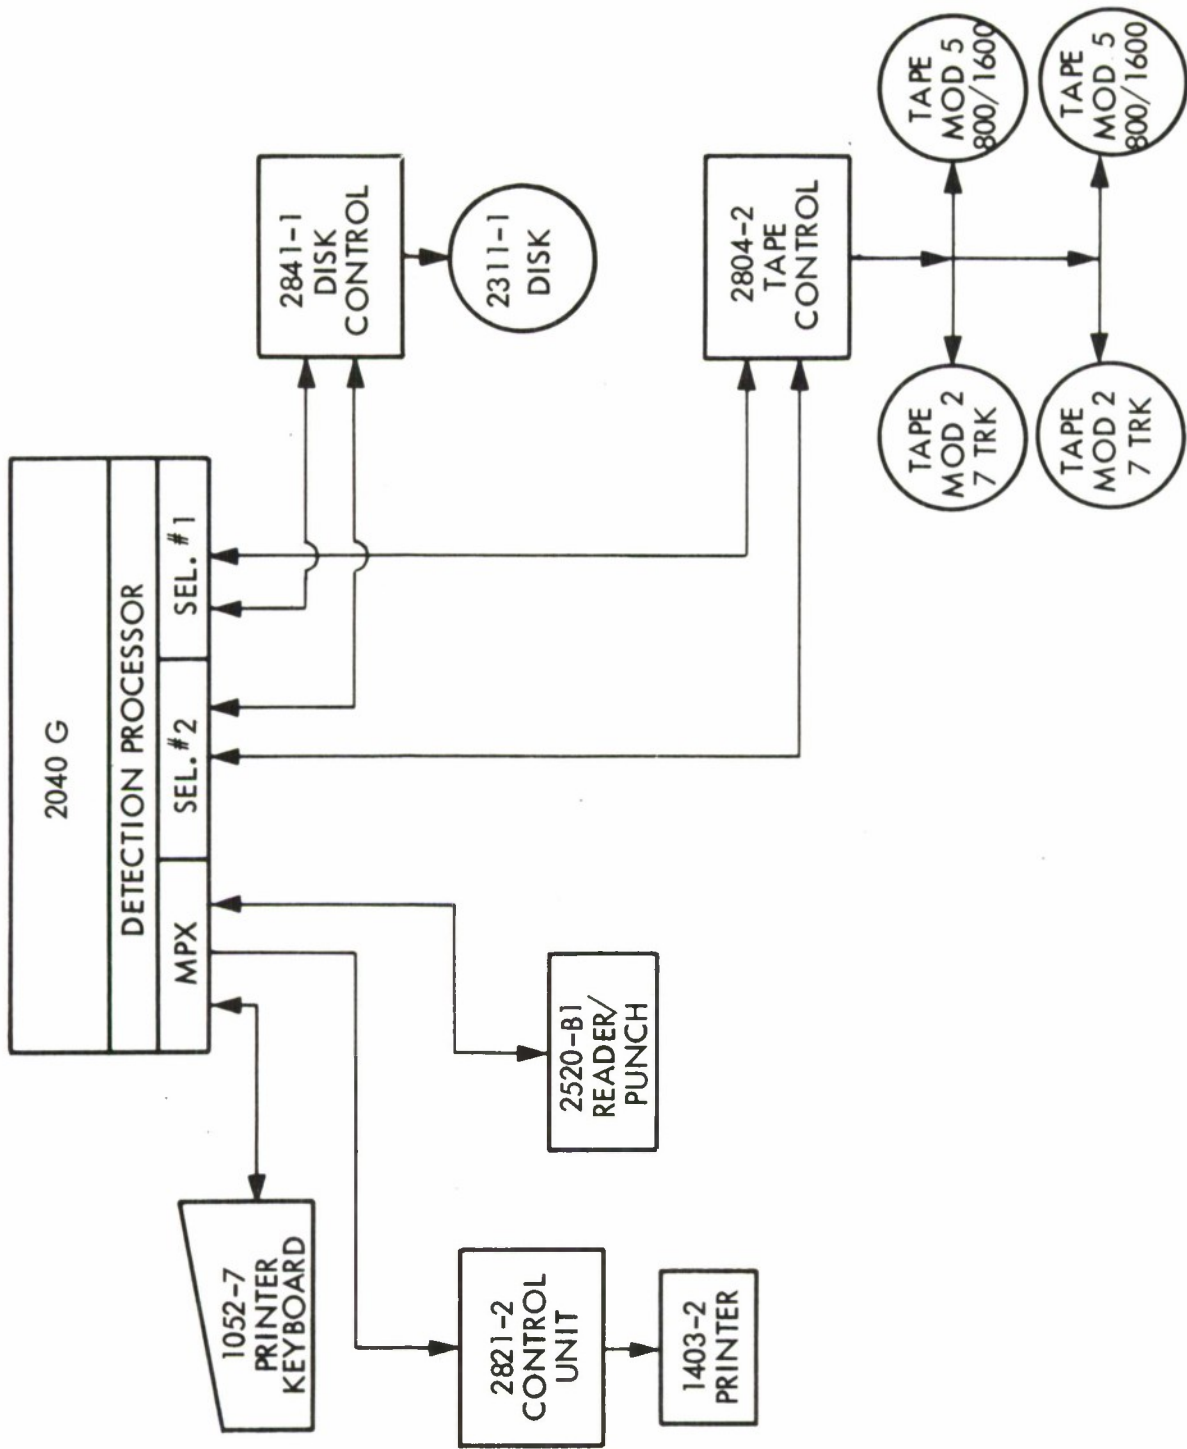 2040 G
DETECTION PROCESSOR
MPX
SEL.#2
SEL.#1
1052-7
PRINTER
KEYBOARD
2841-1
DISK
CONTROL
2311-1
DISK
2821-2
CONTROL
UNIT
1403-2
PRINTER
2520-B1
READER/
PUNCH
2804-2
TAPE
CONTROL
TAPE
MOD 2
7 TRK
TAPE
MOD 5
800/1600
TAPE
MOD 2
7 TRK
TAPE
MOD 5
800/1600